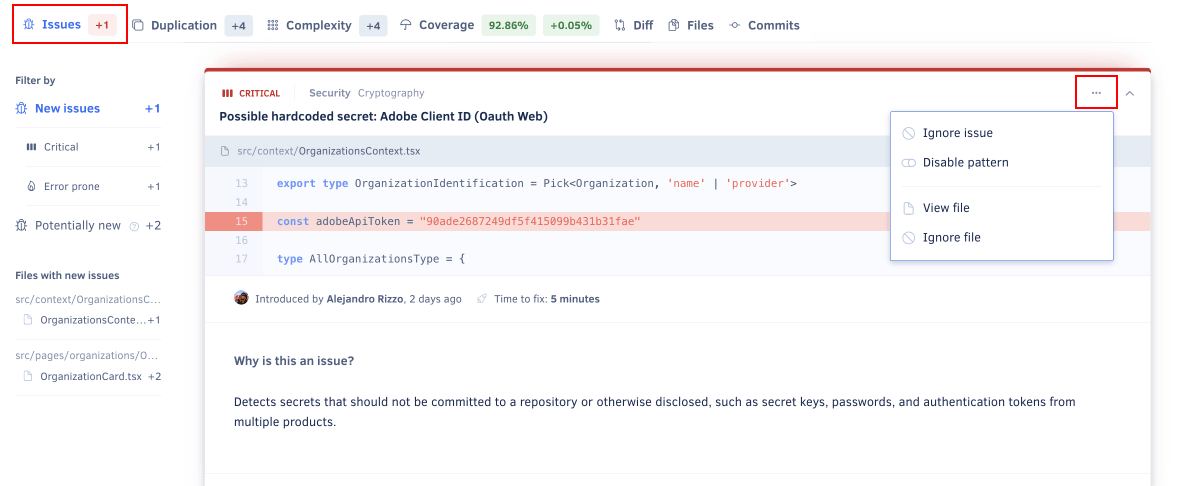 Issues +1 Duplication +4 Complexity +4 Coverage 92.86% +0.05% Diff Files Commits
Filter by
New issues +1
Critical +1
Error prone +1
Potentially new +2
Files with new issues
src/context/OrganizationsC...
OrganizationsConte... +1
src/pages/organizations/O...
OrganizationCard.tsx +2
CRITICAL Security Cryptography ...
Possible hardcoded secret: Adobe Client ID (Oauth Web)
src/context/OrganizationsContext.tsx
13 export type OrganizationIdentification = Pick<Organization, 'name' | 'provider'>
14
15 const adobeApiToken = "90ade2687249df5f415099b431b31fae"
16
17 type AllOrganizationsType = {
Ignore issue
Disable pattern
View file
Ignore file
Introduced by Alejandro Rizzo, 2 days ago Time to fix: 5 minutes
Why is this an issue?
Detects secrets that should not be committed to a repository or otherwise disclosed, such as secret keys, passwords, and authentication tokens from
multiple products.